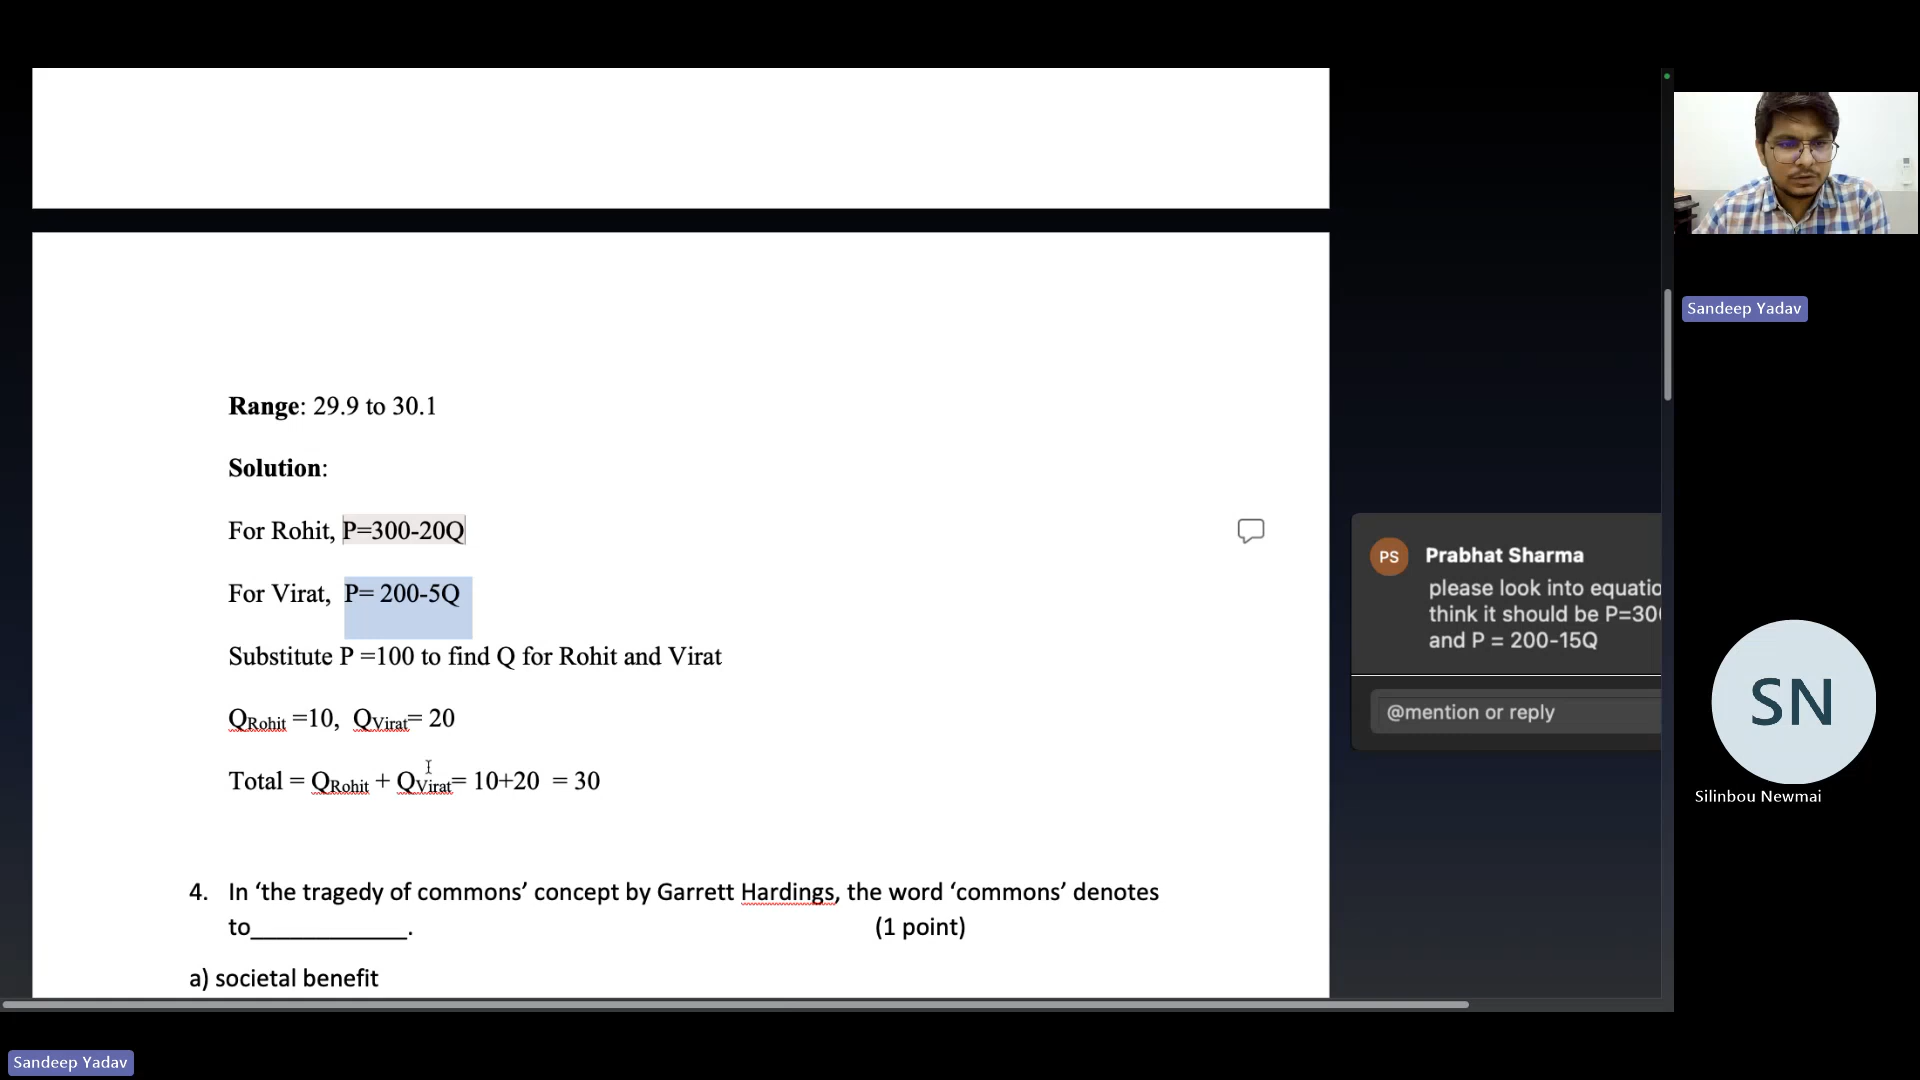 Range: 29.9 to 30.1
Solution:
For Rohit, P=300-20Q
For Virat, P= 200-5Q
Substitute P =100 to find Q for Rohit and Virat
QRohit =10, QVirat= 20
Total = QRohit + QVirat= 10+20 = 30
4. In ‘the tragedy of commons’ concept by Garrett Hardings, the word ‘commons’ denotes
to____________. (1 point)
a) societal benefit
PS Prabhat Sharma
please look into
think it should be
and P = 200-15Q
@mention or reply
Sandeep Yadav
SN
Silinbou Newmai
Sandeep Yadav